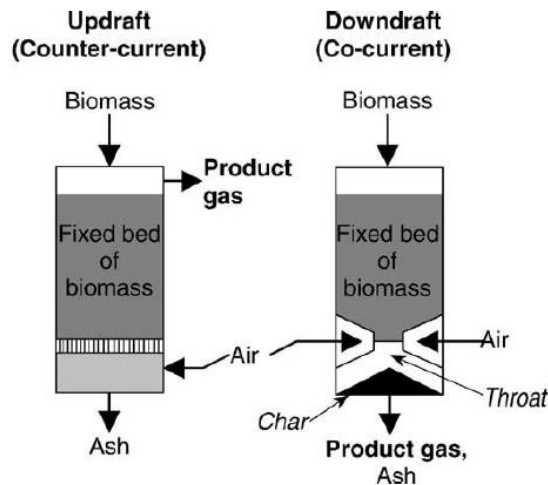 Updraft
(Counter-current)
Biomass
Product
gas
Fixed bed
of
biomass
Air
Ash
Downdraft
(Co-current)
Biomass
Fixed bed
of
biomass
Air
Throat
Char
Product gas,
Ash